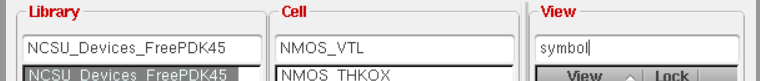 Library Cell View
NCSU_Devices_FreePDK45 NMOS_VTL symbol
NCSU_Devices_FreePDK45 NMOS_THKOX View Lock